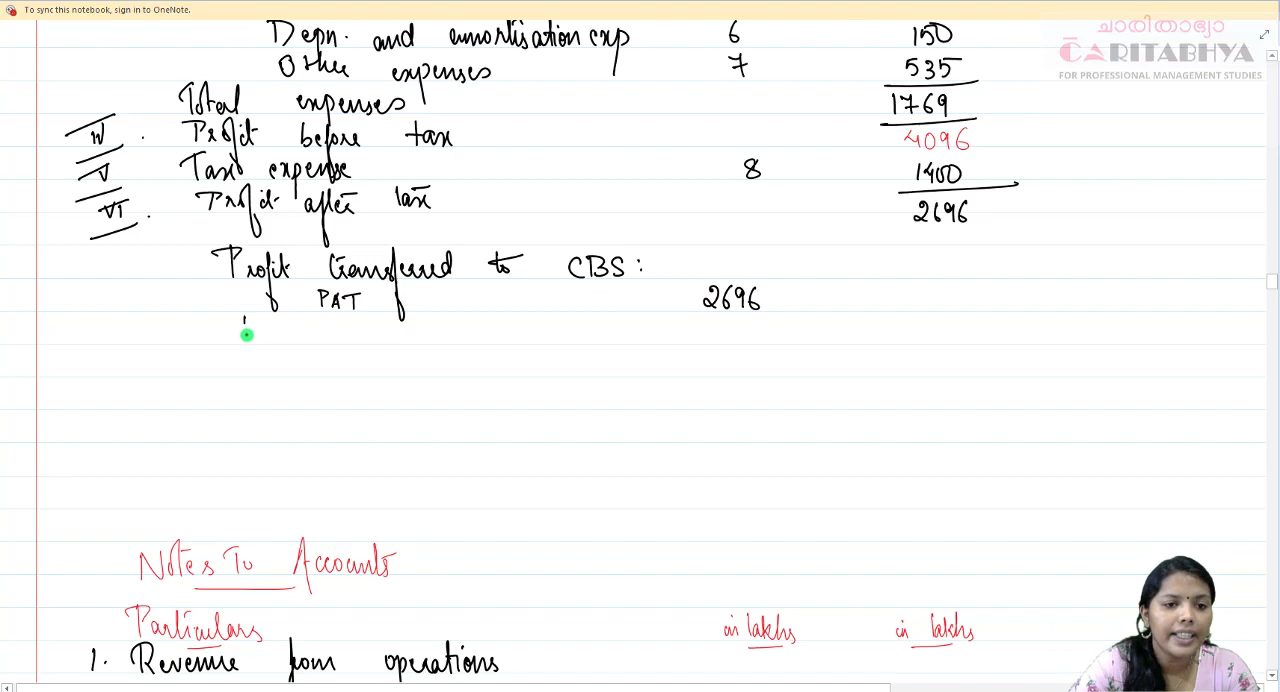 To sync this notebook, sign in to OneNote.
Depn. and amortisation exp 6 150
Other expenses 7 535
Total expenses 1769
IV . Profit before tax 4096
V Tax expense 8 1400
VI . Profit after tax 2696
Profit transferred to CBS :
PAT 2696
Notes To Accounts
Particulars in lakhs in lakhs
1. Revenue from operations
ചാരിതാഭ്യാ
CARITABHYA
FOR PROFESSIONAL MANAGEMENT STUDIES